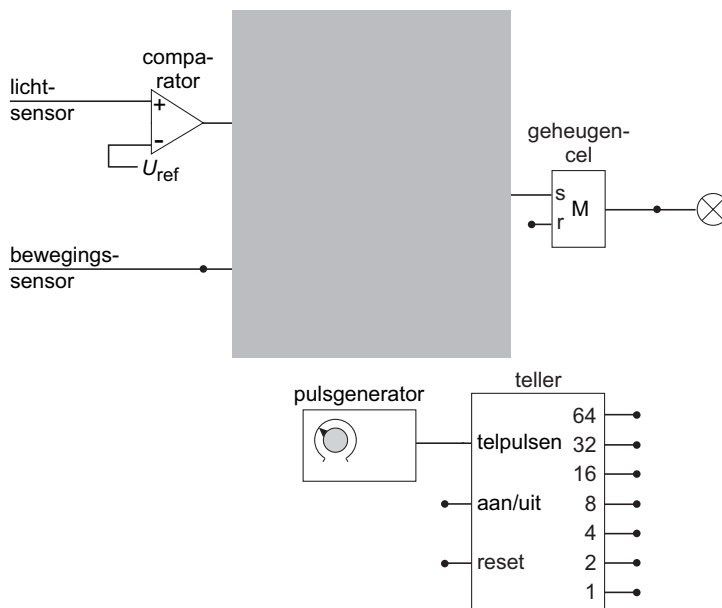 compa-
rator
licht-
sensor
+
-
Uref
geheugen-
cel
s
M
r
bewegings-
sensor
pulsgenerator
teller
telpulsen
aan/uit
reset
64
32
16
8
4
2
1